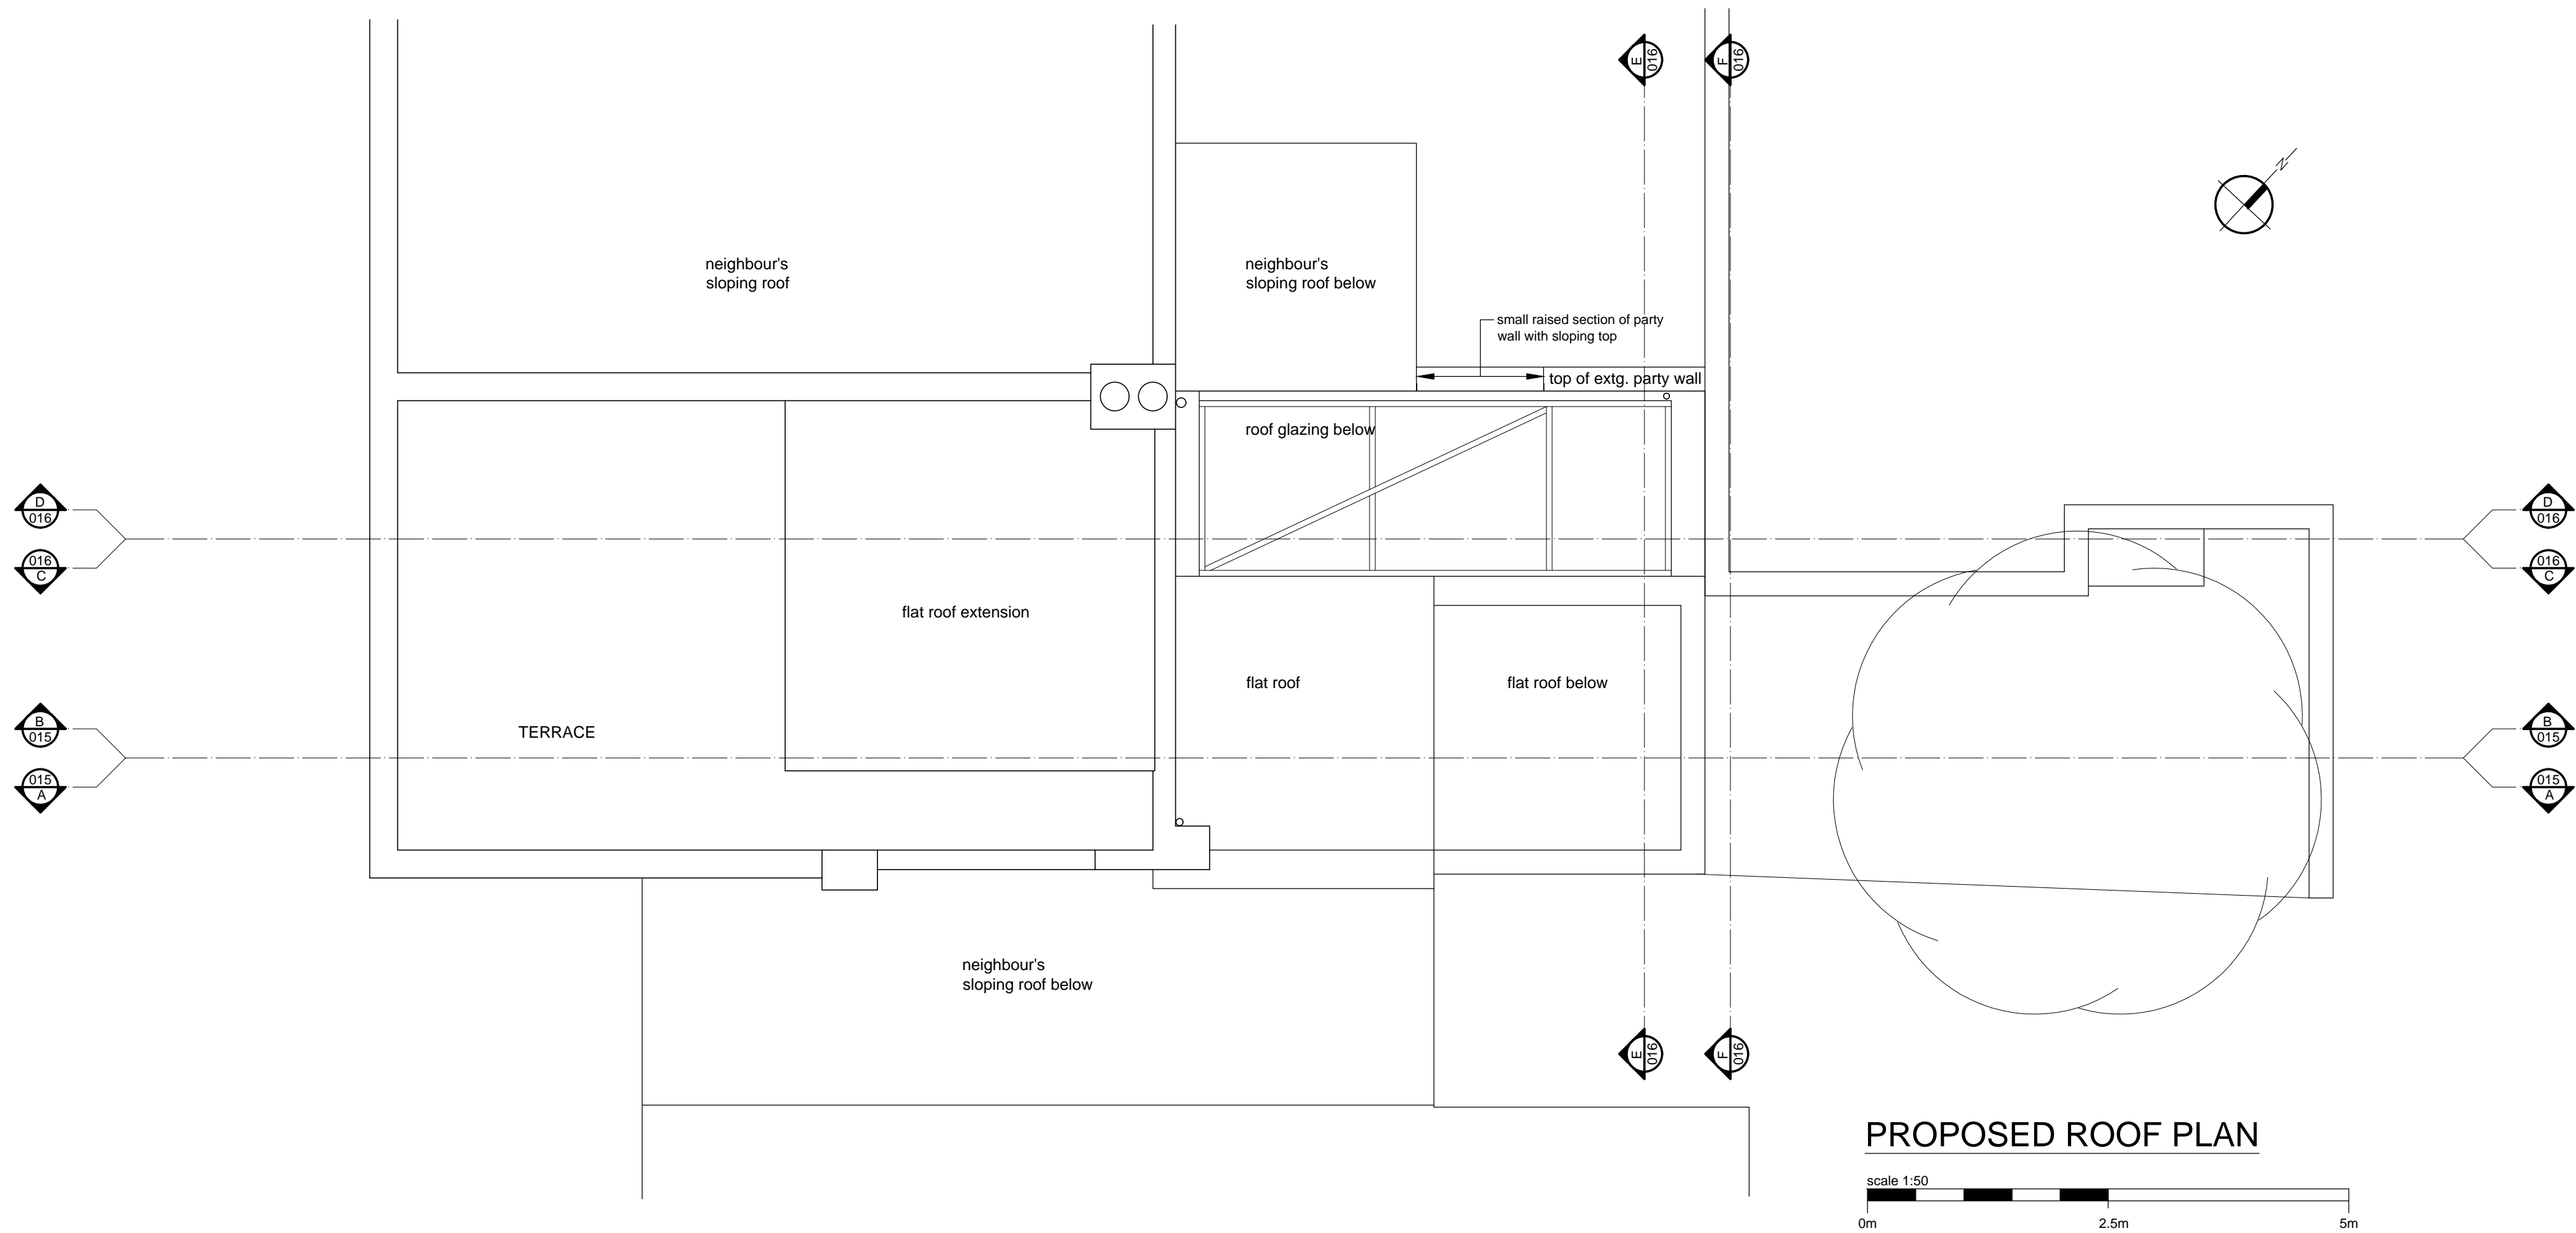 E
016
F
016
N
neighbour's
sloping roof
neighbour's
sloping roof below
small raised section of party
wall with sloping top
top of extg. party wall
roof glazing below
D
016
016
C
D
016
016
C
flat roof extension
flat roof
flat roof below
TERRACE
B
015
015
A
B
015
015
A
neighbour's
sloping roof below
E
016
F
016
PROPOSED ROOF PLAN
scale 1:50
0m 2.5m 5m